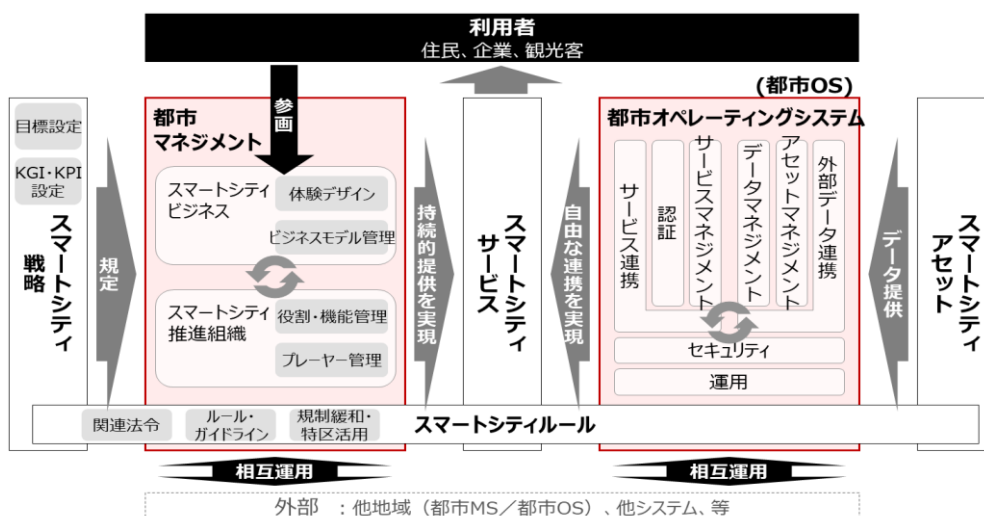 利用者
住民、企業、観光客
参画
(都市OS)
目標設定
KGI・KPI
設定
スマートシティ
戦略
規定
都市
マネジメント
スマートシティ
ビジネス
体験デザイン
ビジネスモデル管理
スマートシティ
推進組織
役割・機能管理
プレーヤー管理
持続的提供を実現
スマートシティ
サービス
自由な連携を実現
都市オペレーティングシステム
サービス連携
認証
サービスマネジメント
データマネジメント
アセットマネジメント
外部データ連携
セキュリティ
運用
データ提供
スマートシティ
アセット
関連法令
ルール・
ガイドライン
規制緩和・
特区活用
スマートシティルール
相互運用
相互運用
外部 :他地域(都市MS/都市OS)、他システム、等